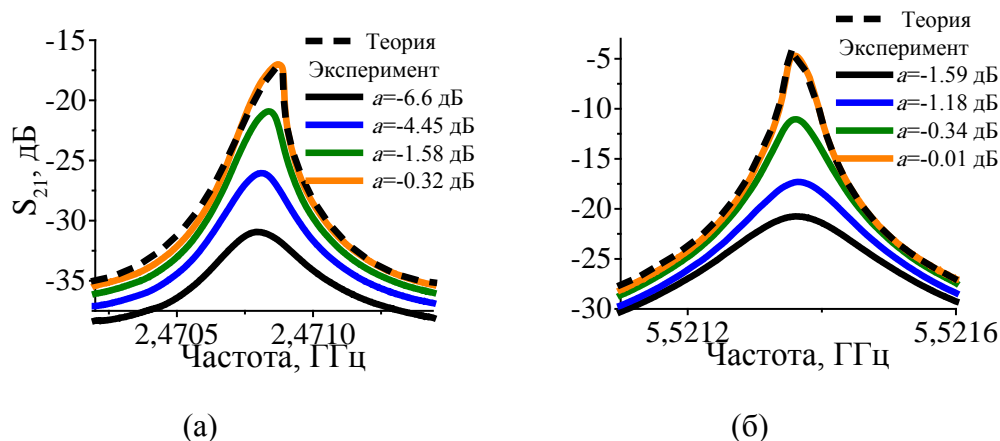 S21, дБ
-15
-20
-25
-30
-35
Теория
Эксперимент
a=-6.6 дБ
a=-4.45 дБ
a=-1.58 дБ
a=-0.32 дБ
2,4705
2,4710
Частота, ГГц
(а)
-5
-10
-15
-20
-25
-30
Теория
Эксперимент
a=-1.59 дБ
a=-1.18 дБ
a=-0.34 дБ
a=-0.01 дБ
5,5212
5,5216
Частота, ГГц
(б)